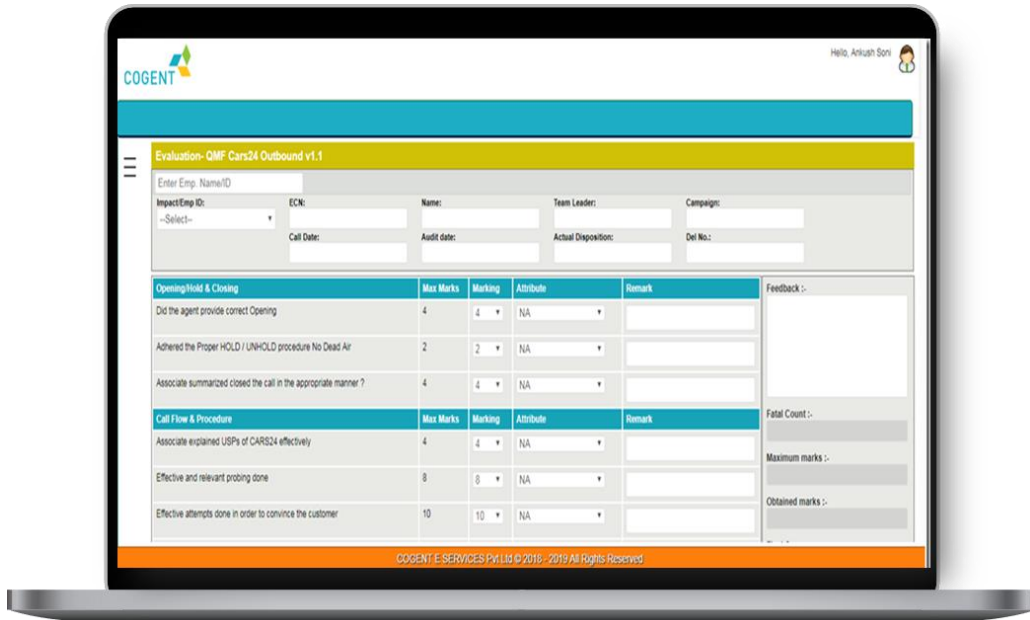 COGENT
Hello, Ankush Soni
Evaluation- QMF Cars24 Outbound v1.1
Enter Emp. Name/ID
Impact/Emp ID: ECN: Name: Team Leader: Campaign:
--Select--
Call Date: Audit date: Actual Disposition: Del No.:
Opening/Hold & Closing Max Marks Marking Attribute Remark Feedback :-
Did the agent provide correct Opening 4 4 NA
Adhered the Proper HOLD / UNHOLD procedure No Dead Air 2 2 NA
Associate summarized closed the call in the appropriate manner ? 4 4 NA
Call Flow & Procedure Max Marks Marking Attribute Remark Fatal Count :-
Associate explained USPs of CARS24 effectively 4 4 NA
Maximum marks :-
Effective and relevant probing done 8 8 NA
Obtained marks :-
Effective attempts done in order to convince the customer 10 10 NA
COGENT E SERVICES Pvt Ltd © 2018 - 2019 All Rights Reserved